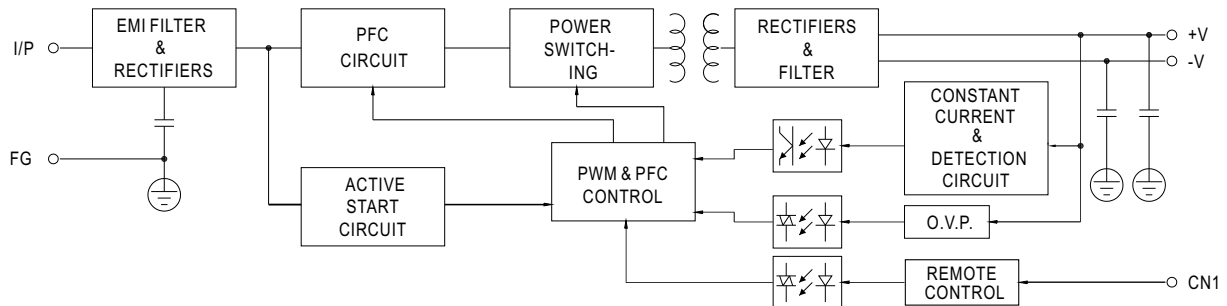 I/P
EMI FILTER
&
RECTIFIERS
PFC
CIRCUIT
POWER
SWITCH-
ING
RECTIFIERS
&
FILTER
+V
-V
CONSTANT
CURRENT
&
DETECTION
CIRCUIT
FG
PWM & PFC
CONTROL
ACTIVE
START
CIRCUIT
O.V.P.
REMOTE
CONTROL
CN1